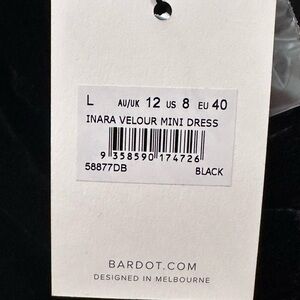 L AU/UK 12 US 8 EU 40
INARA VELOUR MINI DRESS
9 358590 174726
58877DB BLACK
BARDOT.COM
DESIGNED IN MELBOURNE